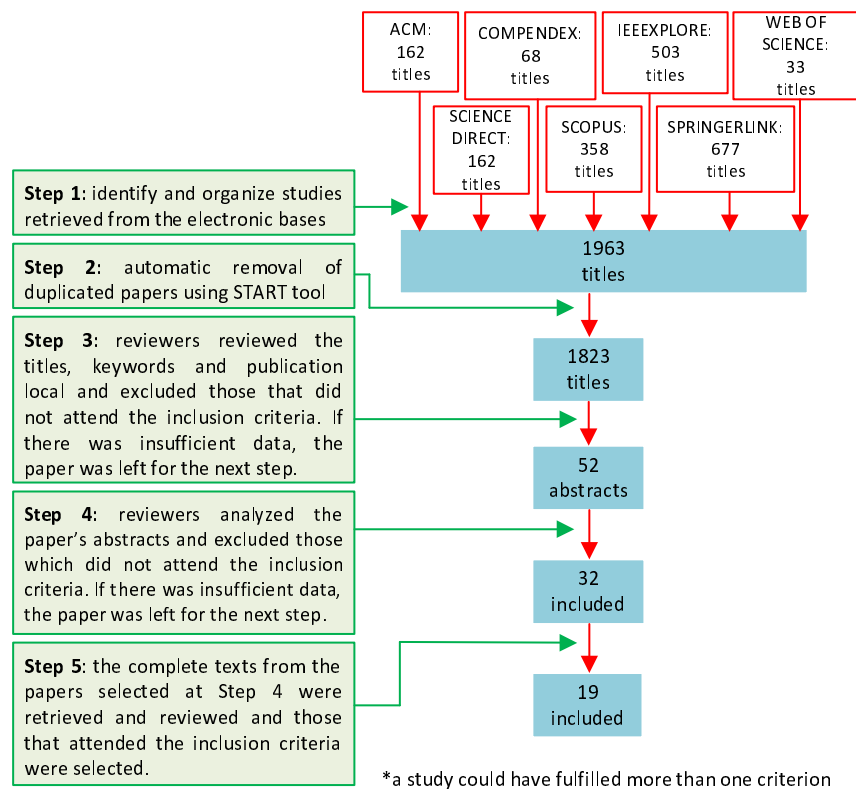 ACM:
162
titles
COMPENDEX:
68
titles
IEEEXPLORE:
503
titles
WEB OF
SCIENCE:
33
titles
SCIENCE
DIRECT:
162
titles
SCOPUS:
358
titles
SPRINGERLINK:
677
titles
Step 1: identify and organize studies
retrieved from the electronic bases
1963
titles
Step 2: automatic removal of
duplicated papers using START tool
Step 3: reviewers reviewed the
titles, keywords and publication
local and excluded those that did
not attend the inclusion criteria. If
there was insufficient data, the
paper was left for the next step.
1823
titles
52
abstracts
Step 4: reviewers analyzed the
paper's abstracts and excluded those
which did not attend the inclusion
criteria. If there was insufficient data,
the paper was left for the next step.
32
included
Step 5: the complete texts from the
papers selected at Step 4 were
retrieved and reviewed and those
that attended the inclusion criteria
were selected.
19
included
*a study could have fulfilled more than one criterion